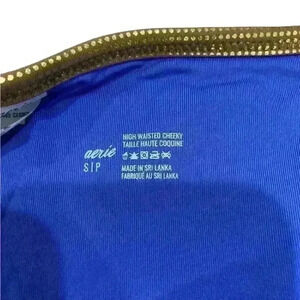 HIGH WAISTED CHEEKY
TAILLE HAUTE COQUINE
aerie
S|P
MADE IN SRI LANKA
FABRIQUÉ AU SRI LANKA